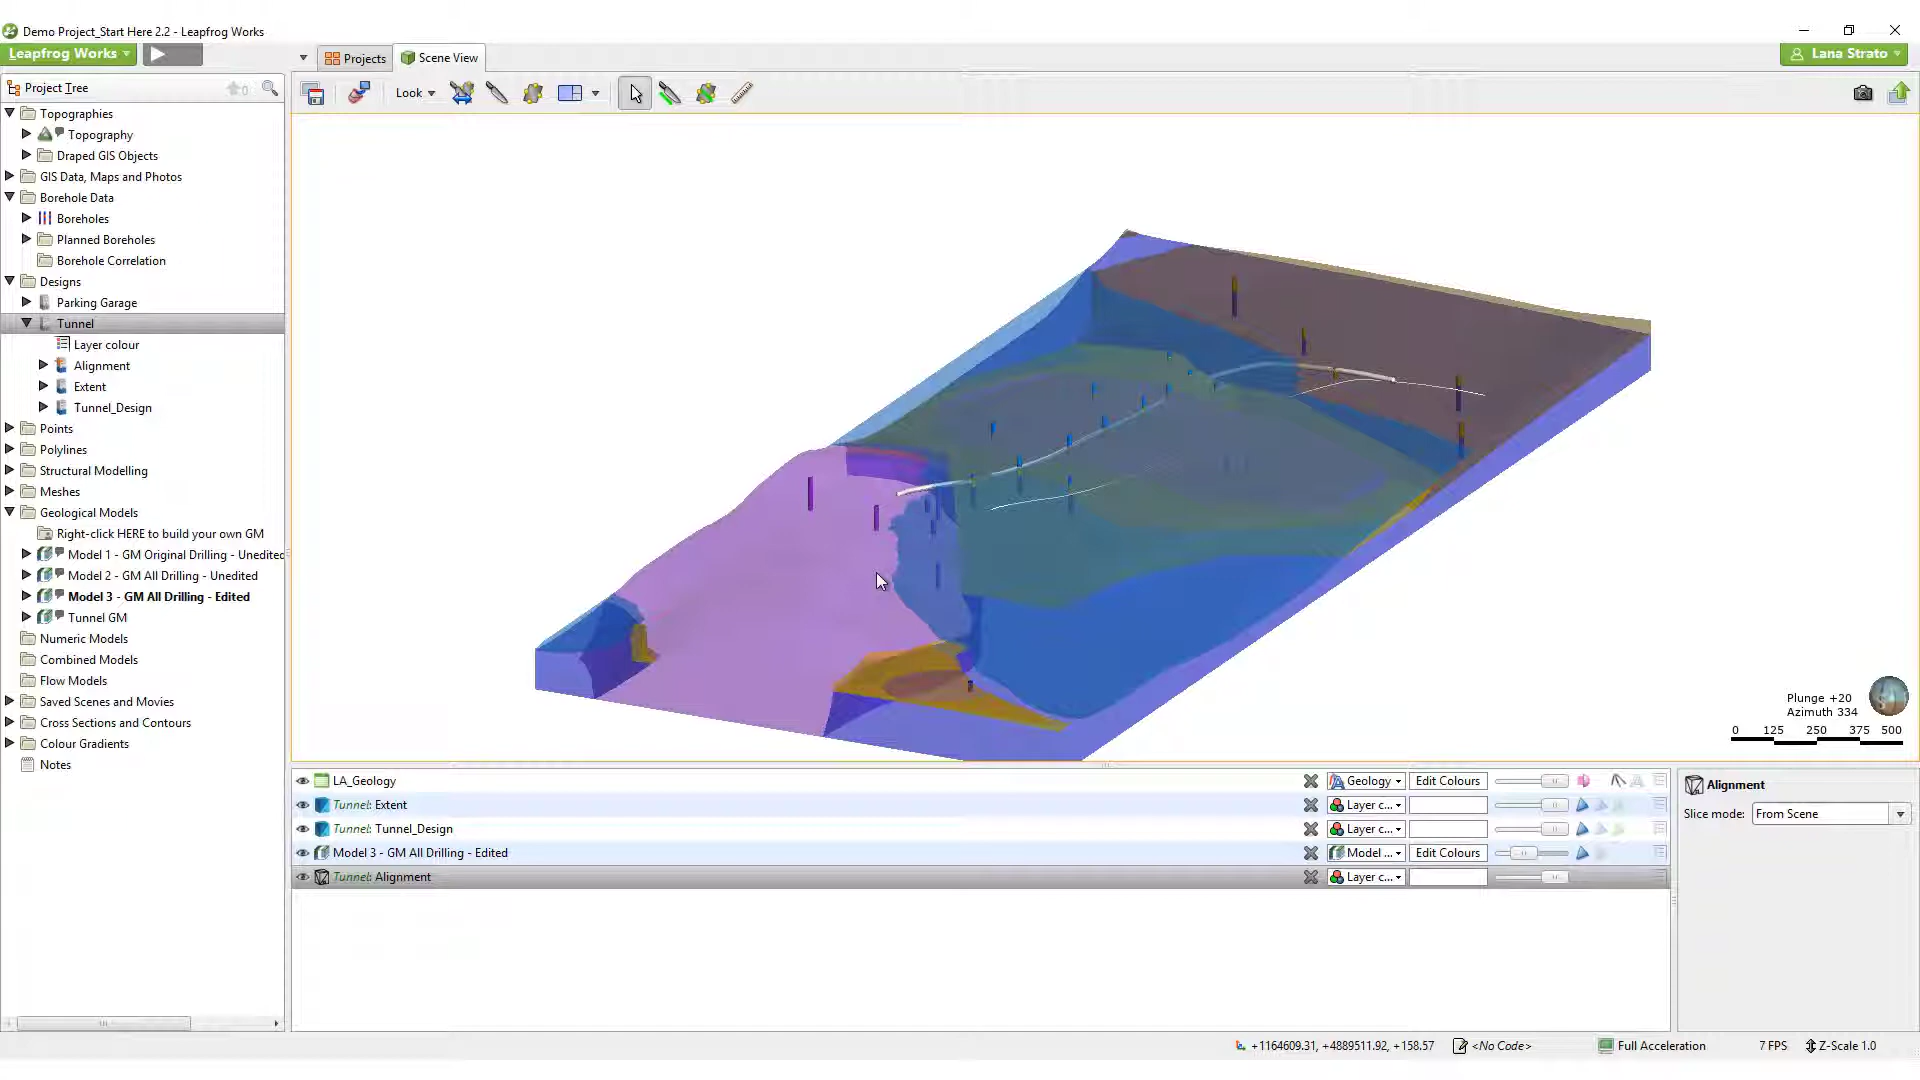 Demo Project_Start Here 2.2 - Leapfrog Works
Leapfrog Works
Projects
Scene View
Lana Strato
Project Tree
0
Look
Topographies
Topography
Draped GIS Objects
GIS Data, Maps and Photos
Borehole Data
Boreholes
Planned Boreholes
Borehole Correlation
Designs
Parking Garage
Tunnel
Layer colour
Alignment
Extent
Tunnel_Design
Points
Polylines
Structural Modelling
Meshes
Geological Models
Right-click HERE to build your own GM
Model 1 - GM Original Drilling - Unedited
Model 2 - GM All Drilling - Unedited
Model 3 - GM All Drilling - Edited
Tunnel GM
Numeric Models
Combined Models
Flow Models
Saved Scenes and Movies
Cross Sections and Contours
Colour Gradients
Notes
Plunge +20
Azimuth 334
0 125 250 375 500
LA_Geology Geology Edit Colours
Tunnel: Extent Layer c...
Tunnel: Tunnel_Design Layer c...
Model 3 - GM All Drilling - Edited Model ... Edit Colours
Tunnel: Alignment Layer c...
Alignment
Slice mode: From Scene
+1164609.31, +4889511.92, +158.57 <No Code> Full Acceleration 7 FPS Z-Scale 1.0